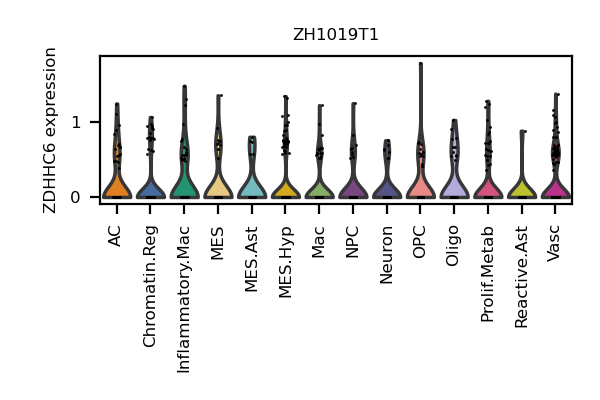 ZH1019T1
ZDHHC6 expression
1
0
AC
Chromatin.Reg
Inflammatory.Mac
MES
MES.Ast
MES.Hyp
Mac
NPC
Neuron
OPC
Oligo
Prolif.Metab
Reactive.Ast
Vasc